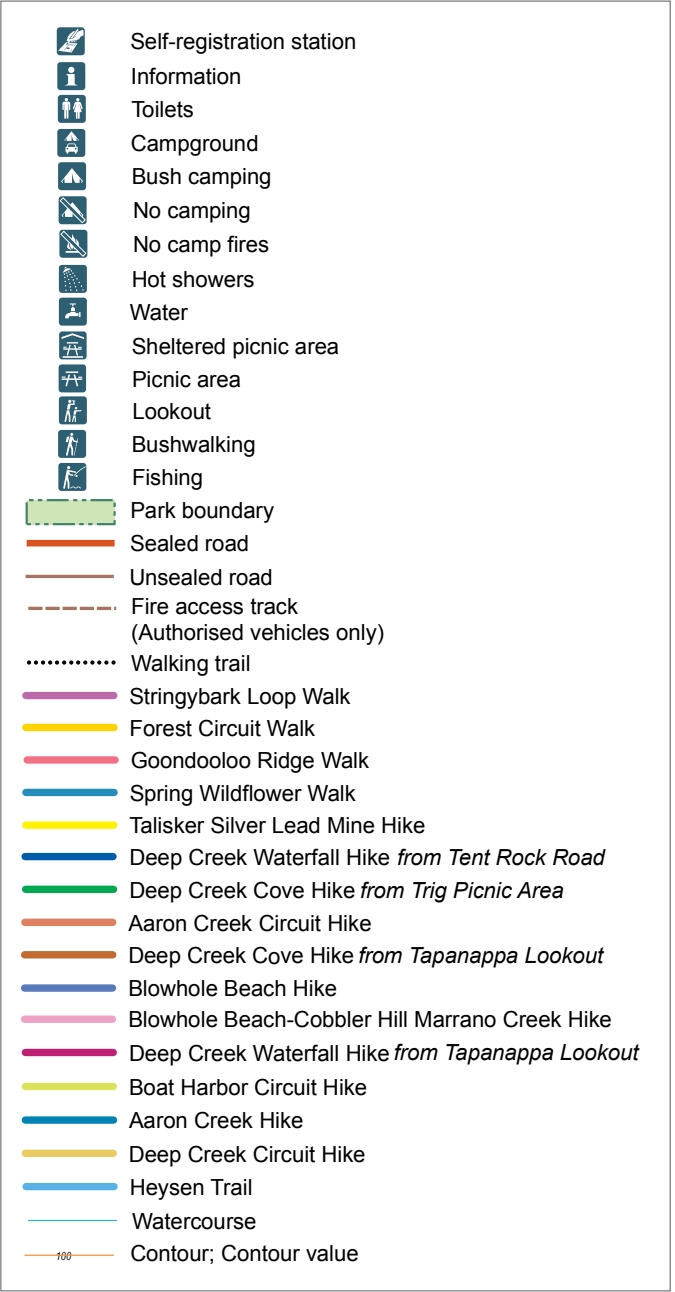 Self-registration station
Information
Toilets
Campground
Bush camping
No camping
No camp fires
Hot showers
Water
Sheltered picnic area
Picnic area
Lookout
Bushwalking
Fishing
Park boundary
Sealed road
Unsealed road
Fire access track
(Authorised vehicles only)
Walking trail
Stringybark Loop Walk
Forest Circuit Walk
Goondooloo Ridge Walk
Spring Wildflower Walk
Talisker Silver Lead Mine Hike
Deep Creek Waterfall Hike from Tent Rock Road
Deep Creek Cove Hike from Trig Picnic Area
Aaron Creek Circuit Hike
Deep Creek Cove Hike from Tapanappa Lookout
Blowhole Beach Hike
Blowhole Beach-Cobbler Hill Marrano Creek Hike
Deep Creek Waterfall Hike from Tapanappa Lookout
Boat Harbor Circuit Hike
Aaron Creek Hike
Deep Creek Circuit Hike
Heysen Trail
Watercourse
100 Contour; Contour value